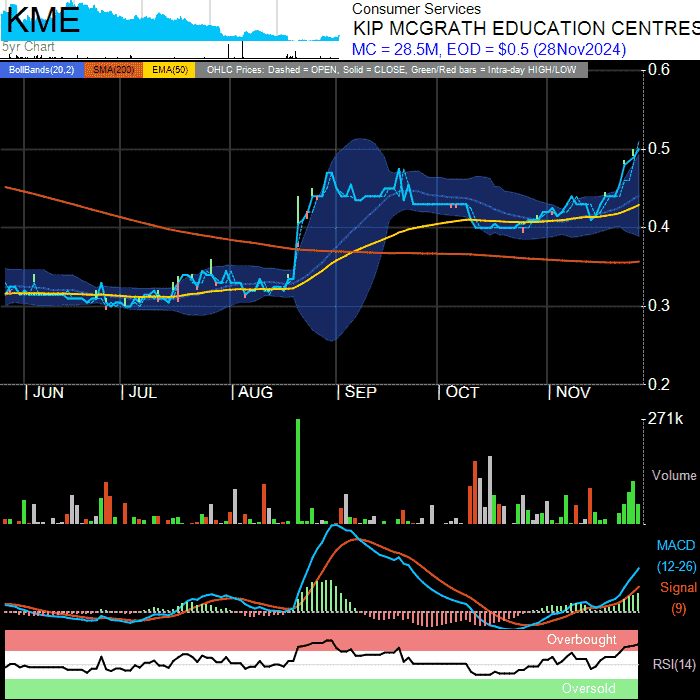 KME
5yr Chart
Consumer Services
KIP MCGRATH EDUCATION CENTRES
MC = 28.5M, EOD = $0.5 (28Nov2024)
BollBands(20,2) SMA(200) EMA(50) OHLC Prices: Dashed = OPEN, Solid = CLOSE, Green/Red bars = Intra-day HIGH/LOW
0.6
0.5
0.4
0.3
0.2
JUN JUL AUG SEP OCT NOV
271k
Volume
MACD
(12-26)
Signal
(9)
Overbought
RSI(14)
Oversold